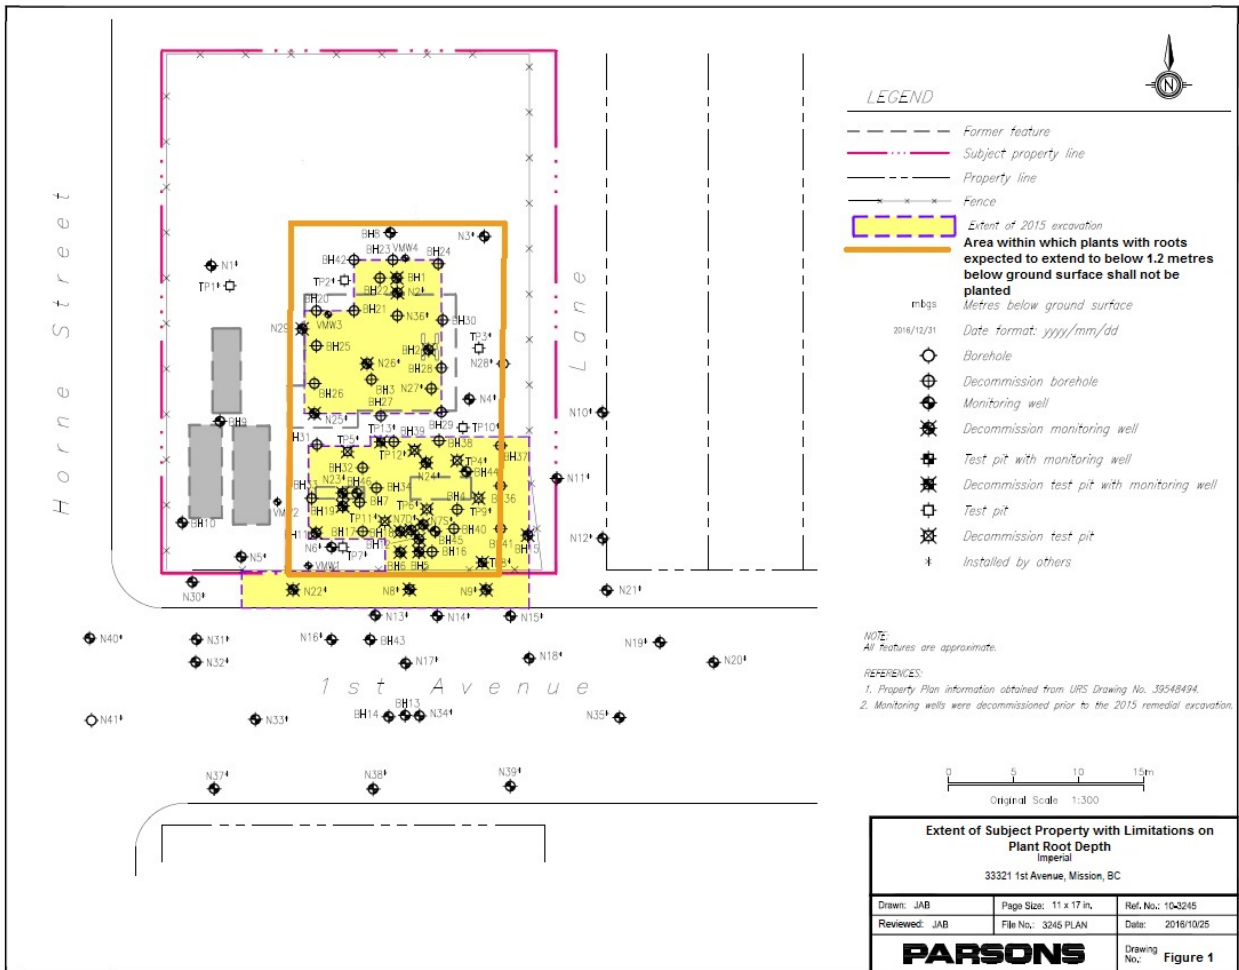 LEGEND
Former feature
Subject property line
Property line
Fence
Extent of 2015 excavation
Area within which plants with roots
expected to extend to below 1.2 metres
below ground surface shall not be
planted
mbgs Metres below ground surface
2016/12/31 Date format: yyyy/mm/dd
Borehole
Decommission borehole
Monitoring well
Decommission monitoring well
Test pit with monitoring well
Decommission test pit with monitoring well
Test pit
Decommission test pit
* Installed by others
N
Horne Street
Lane
1st Avenue
BH8
N3*
BH23
VMW4
BH24
BH42
N1*
TP1*
TP2*
BH22
BH1
N2*
BH20
BH21
VMW3
N36*
BH30
N29
TP3*
BH25
N28*
N26*
BH28
BH26
BH3
N27*
BH27
N4*
N25*
BH29
N10*
BH9
BH31
TP5*
TP13*
BH39
TP10*
TP12*
BH38
BH37
BH32
N24*
TP4*
BH44
N11*
N23*
BH46
BH34
BH36
BH19
BH7
TP6*
TP9*
BH10
TP11*
N7D*
N7S*
BH40
BH11
BH17
BH18
BH41
BH15
N12*
N6*
TP7*
BH12
BH45
BH16
N5*
VMW1
BH6
BH5
TP8*
N30*
N22*
N8*
N9*
N21*
N13*
N14*
N15*
N40*
N31*
N16*
BH43
N19*
N32*
N17*
N18*
N20*
BH13
N41*
N33*
BH14
N34*
N35*
N37*
N38*
N39*
NOTE:
All features are approximate.
REFERENCES:
1. Property Plan information obtained from URS Drawing No. 39548494.
2. Monitoring wells were decommissioned prior to the 2015 remedial excavation.
0 5 10 15m
Original Scale 1:300
Extent of Subject Property with Limitations on
Plant Root Depth
Imperial
33321 1st Avenue, Mission, BC
Drawn: JAB Page Size: 11 x 17 in. Ref. No.: 10-3245
Reviewed: JAB File No.: 3245 PLAN Date: 2016/10/25
PARSONS
Drawing
No.: Figure 1